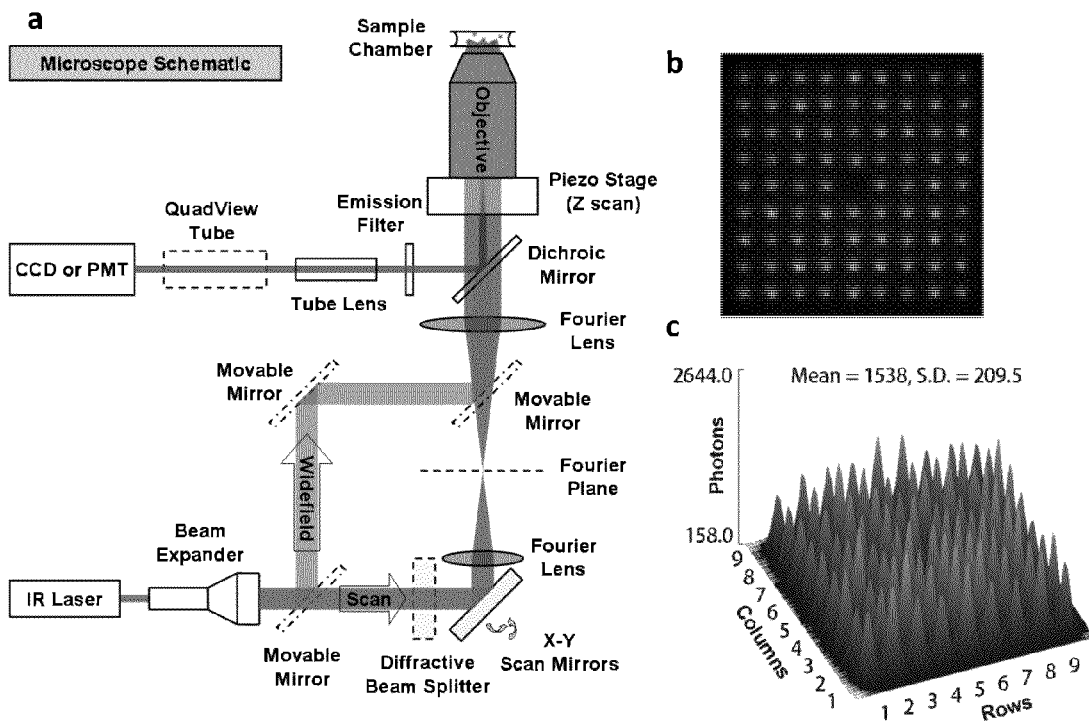 a
Microscope Schematic
Sample
Chamber
Objective
Piezo Stage
(Z scan)
Emission
Filter
QuadView
Tube
CCD or PMT
Tube Lens
Dichroic
Mirror
Fourier
Lens
Movable
Mirror
Movable
Mirror
Widefield
Fourier
Plane
Beam
Expander
Fourier
Lens
IR Laser
Scan
X-Y
Scan Mirrors
Movable
Mirror
Diffractive
Beam Splitter
b
c
2644.0
Mean = 1538, S.D. = 209.5
Photons
158.0
9
8
7
6
5
4
3
2
1
Columns
1 2 3 4 5 6 7 8 9
Rows